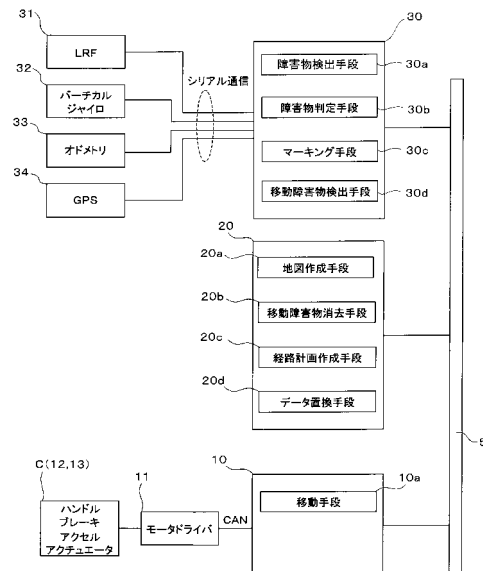 31
LRF
32
バーチカル
ジャイロ
33
オドメトリ
34
GPS
シリアル通信
30
障害物検出手段
30a
障害物判定手段
30b
マーキング手段
30c
移動障害物検出手段
30d
20
20a
地図作成手段
20b
移動障害物消去手段
20c
経路計画作成手段
20d
データ置換手段
C(12,13)
ハンドル
ブレーキ
アクセル
アクチュエータ
11
モータドライバ
CAN
10
10a
移動手段